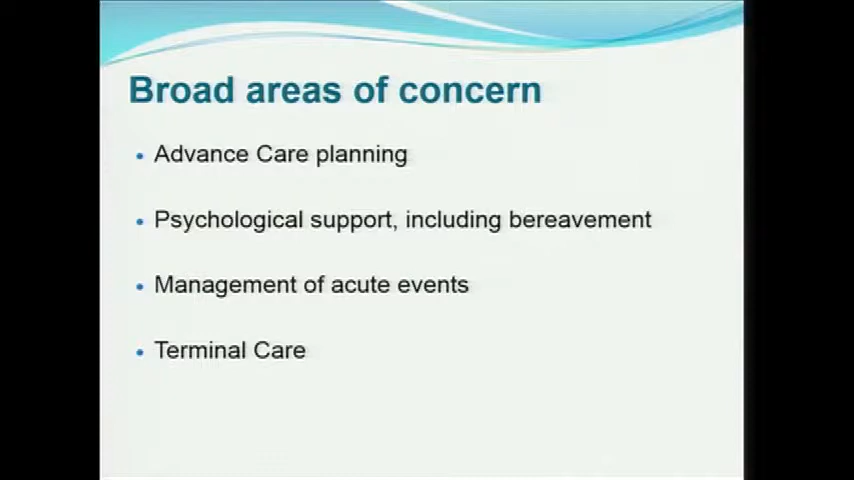 Broad areas of concern
• Advance Care planning
• Psychological support, including bereavement
• Management of acute events
• Terminal Care